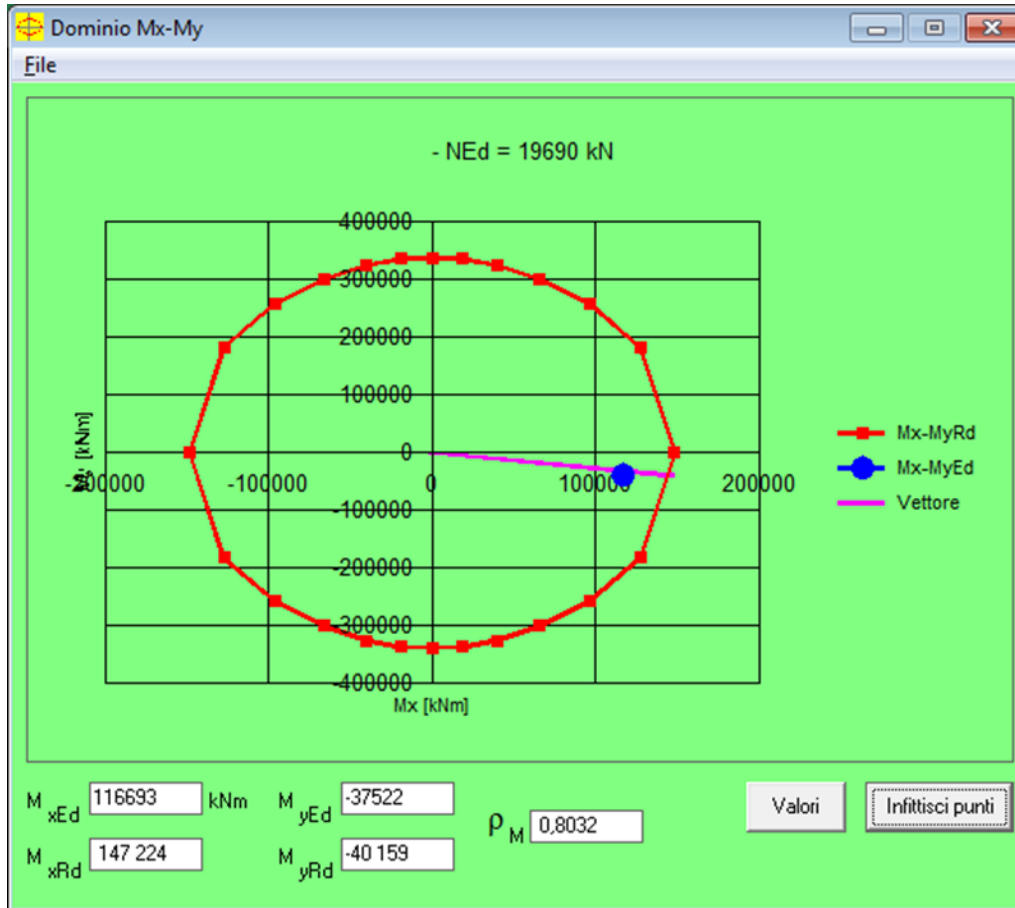 Dominio Mx-My
File
- NEd = 19690 kN
400000
300000
200000
100000
0
-200000 -100000 0 100000 200000
-100000
-200000
-300000
-400000
[kNm]
Mx [kNm]
Mx-MyRd
Mx-MyEd
Vettore
M xEd 116693 kNm M yEd -37522
M xRd 147 224 M yRd -40 159
ρ M 0,8032
Valori
Infittisci punti